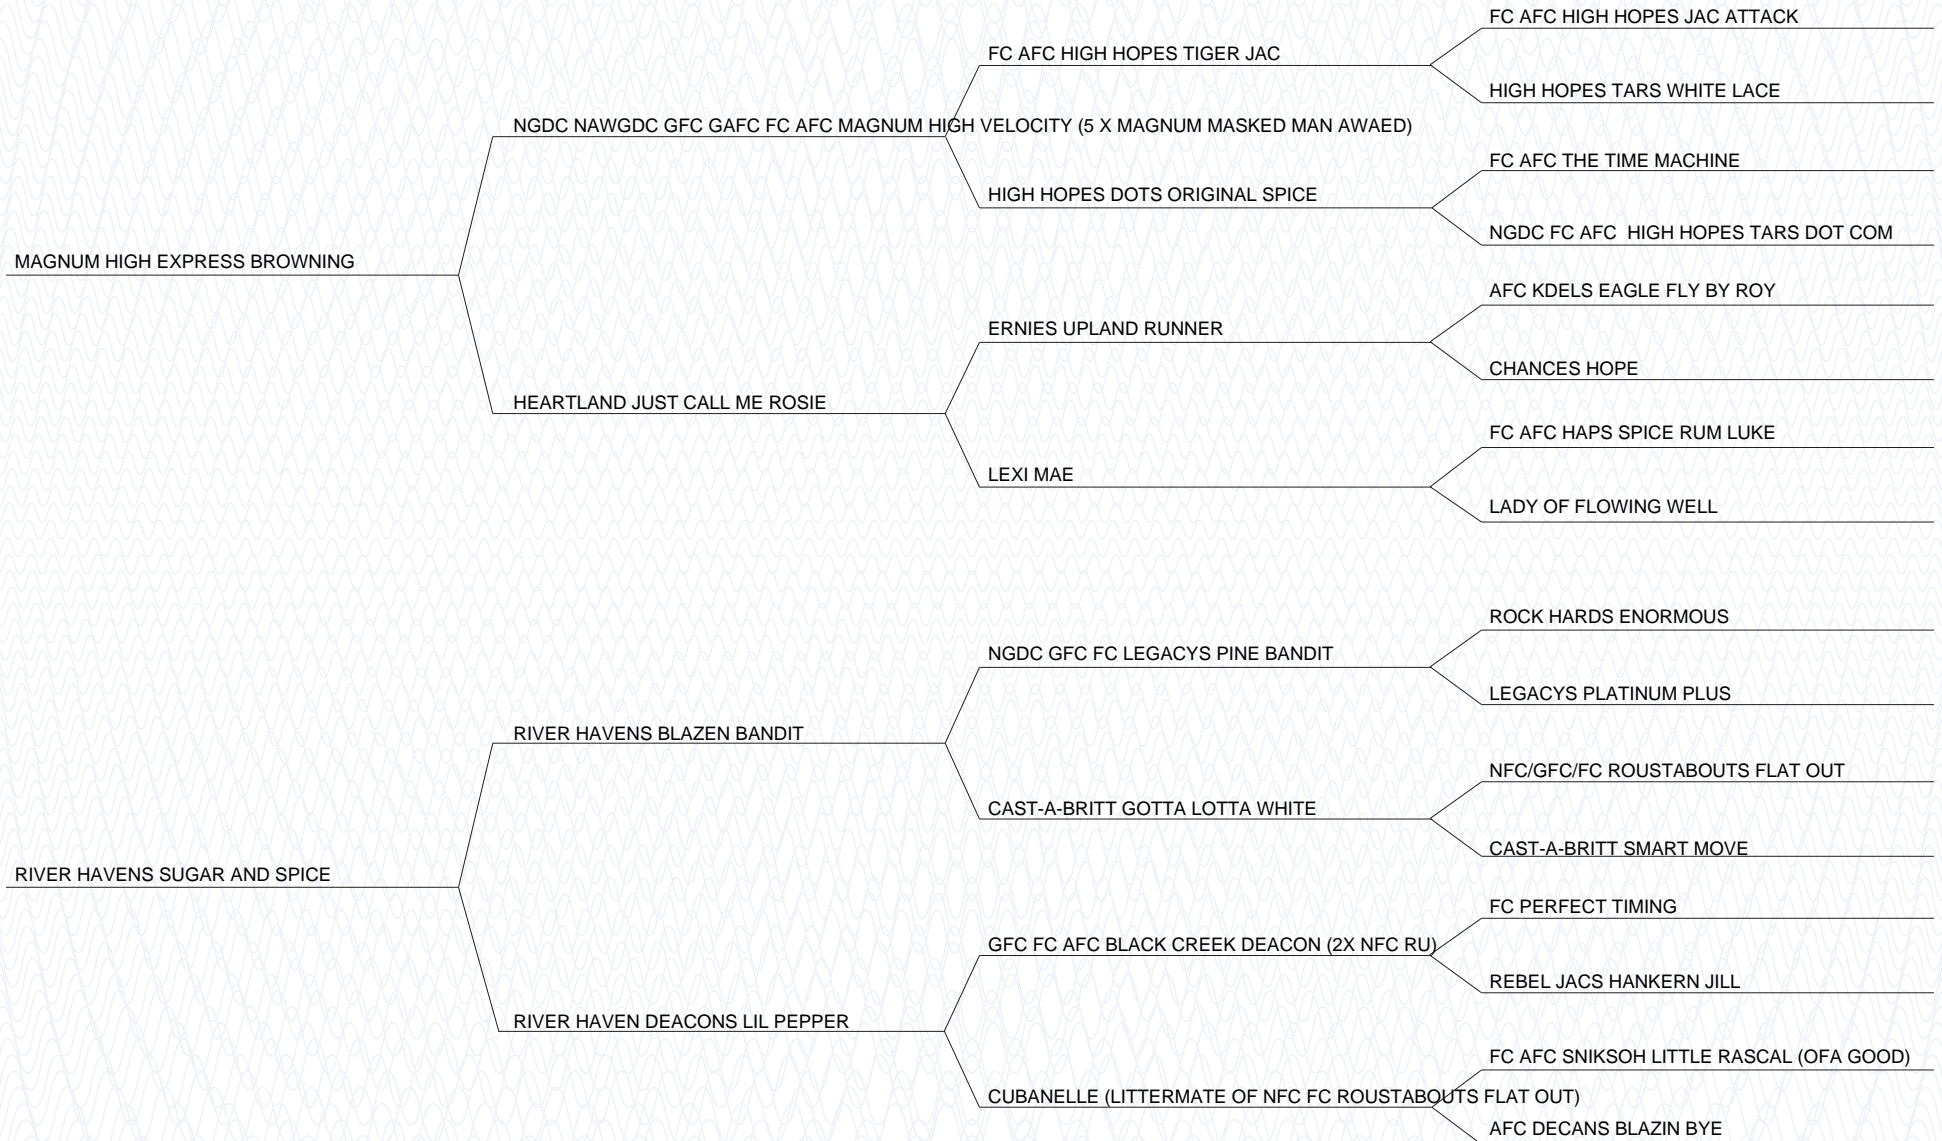 FC AFC HIGH HOPES JAC ATTACK
FC AFC HIGH HOPES TIGER JAC
HIGH HOPES TARS WHITE LACE
NGDC NAWGDC GFC GAFC FC AFC MAGNUM HIGH VELOCITY (5 X MAGNUM MASKED MAN AWAED)
FC AFC THE TIME MACHINE
HIGH HOPES DOTS ORIGINAL SPICE
NGDC FC AFC  HIGH HOPES TARS DOT COM
MAGNUM HIGH EXPRESS BROWNING
AFC KDELS EAGLE FLY BY ROY
ERNIES UPLAND RUNNER
CHANCES HOPE
HEARTLAND JUST CALL ME ROSIE
FC AFC HAPS SPICE RUM LUKE
LEXI MAE
LADY OF FLOWING WELL
ROCK HARDS ENORMOUS
NGDC GFC FC LEGACYS PINE BANDIT
LEGACYS PLATINUM PLUS
RIVER HAVENS BLAZEN BANDIT
NFC/GFC/FC ROUSTABOUTS FLAT OUT
CAST-A-BRITT GOTTA LOTTA WHITE
CAST-A-BRITT SMART MOVE
RIVER HAVENS SUGAR AND SPICE
FC PERFECT TIMING
GFC FC AFC BLACK CREEK DEACON (2X NFC RU)
REBEL JACS HANKERN JILL
RIVER HAVEN DEACONS LIL PEPPER
FC AFC SNIKSOH LITTLE RASCAL (OFA GOOD)
CUBANELLE (LITTERMATE OF NFC FC ROUSTABOUTS FLAT OUT)
AFC DECANS BLAZIN BYE